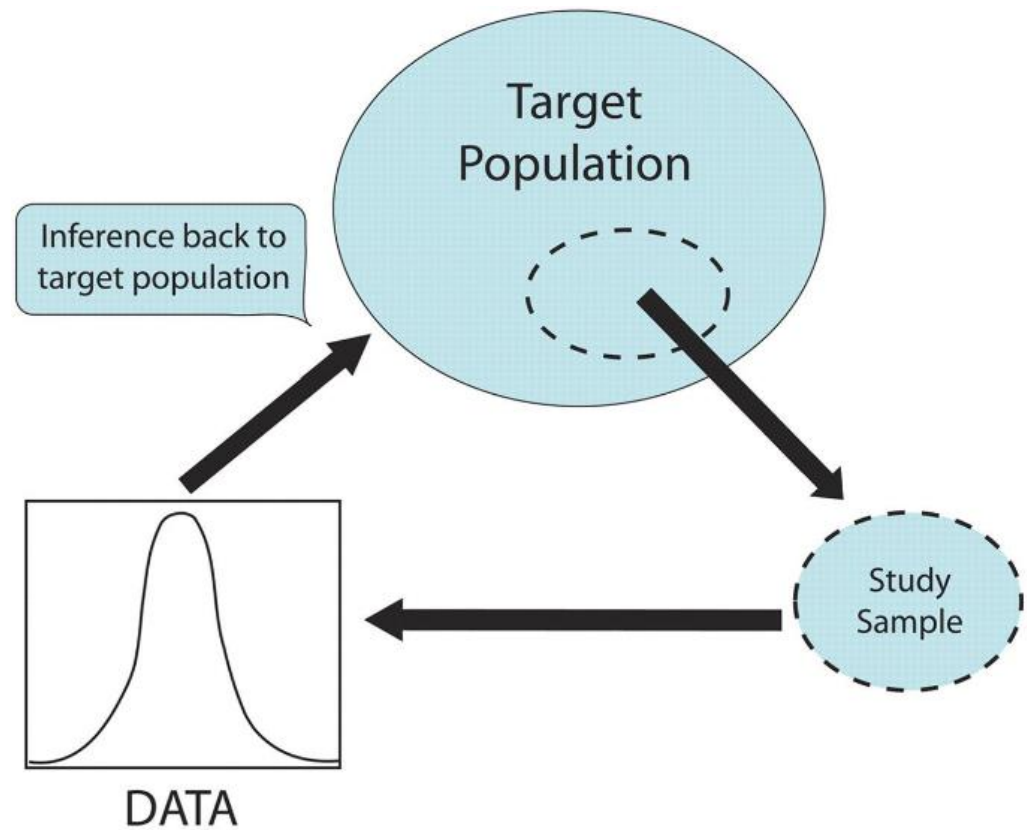 Target
Population
Inference back to
target population
Study
Sample
DATA